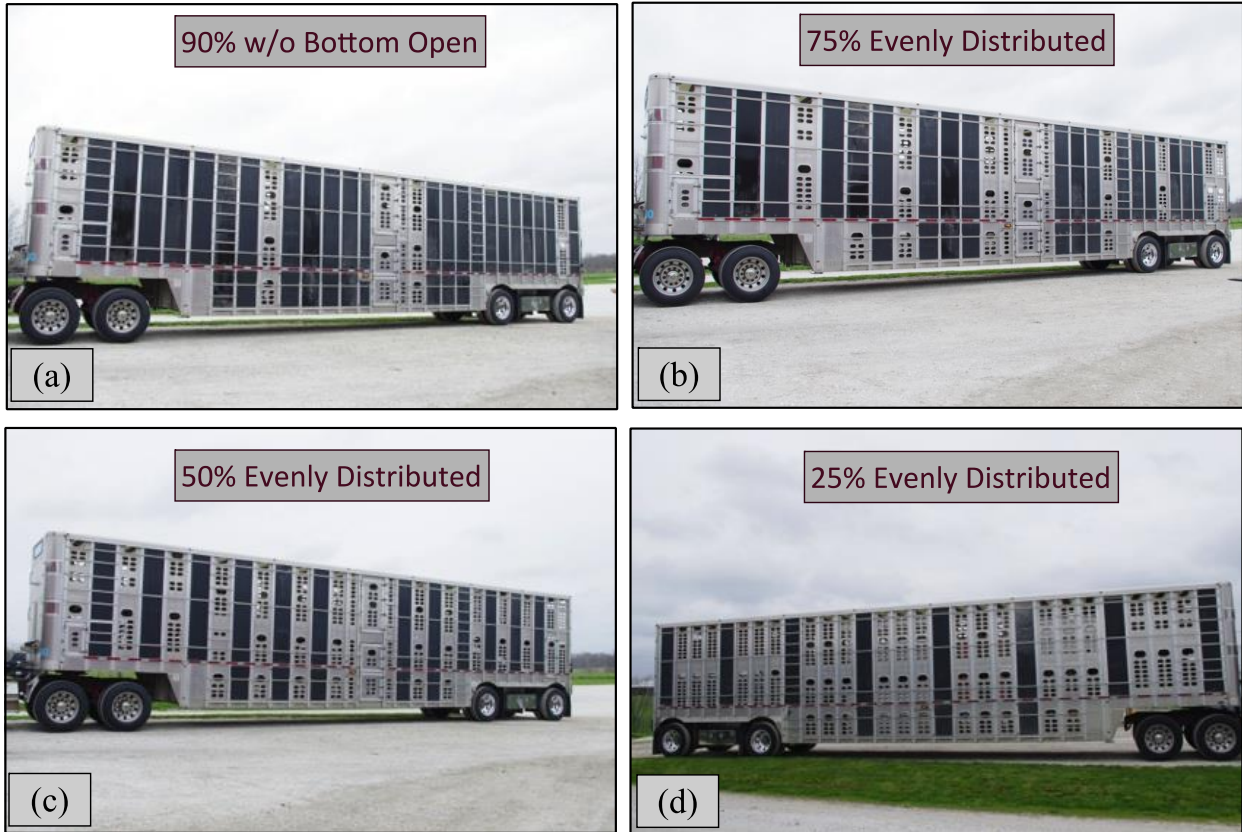 90% w/o Bottom Open
(a)
75% Evenly Distributed
(b)
50% Evenly Distributed
(c)
25% Evenly Distributed
(d)